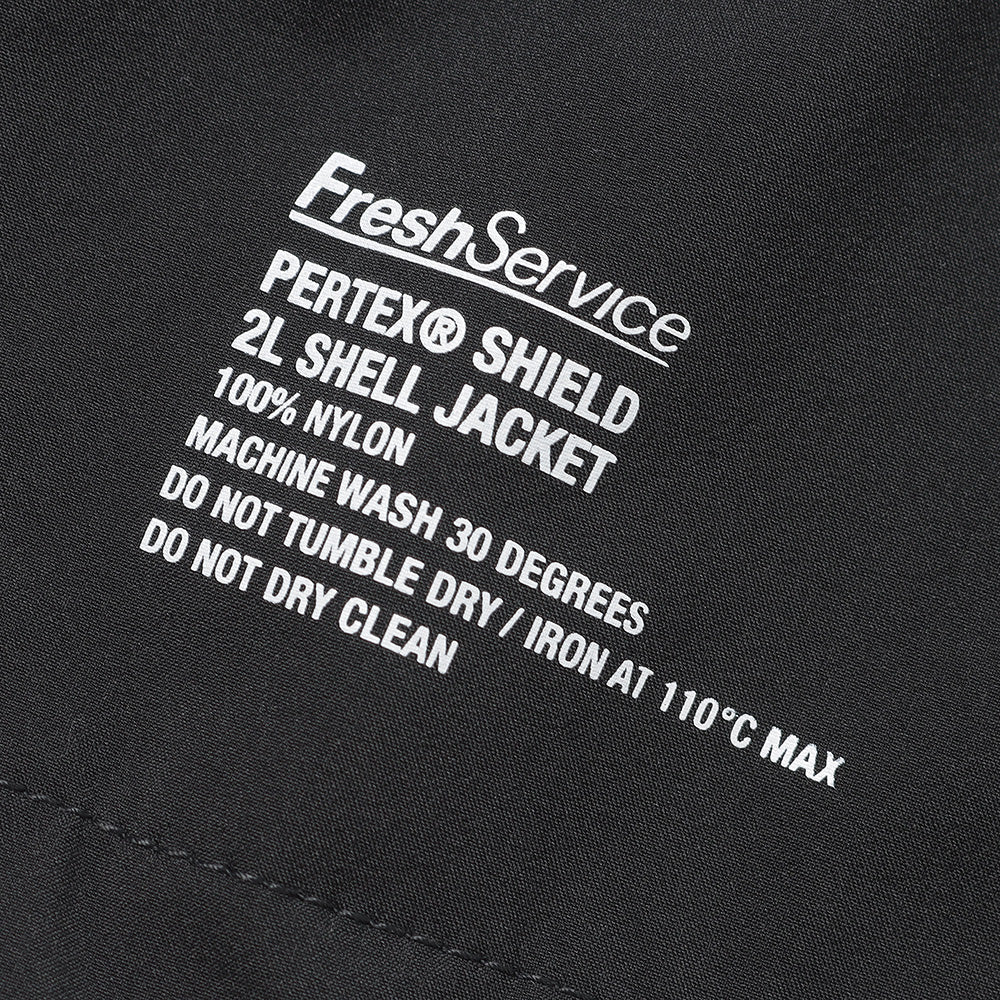 FreshService
PERTEX® SHIELD
2L SHELL JACKET
100% NYLON
MACHINE WASH 30 DEGREES
DO NOT TUMBLE DRY / IRON AT 110°C MAX
DO NOT DRY CLEAN